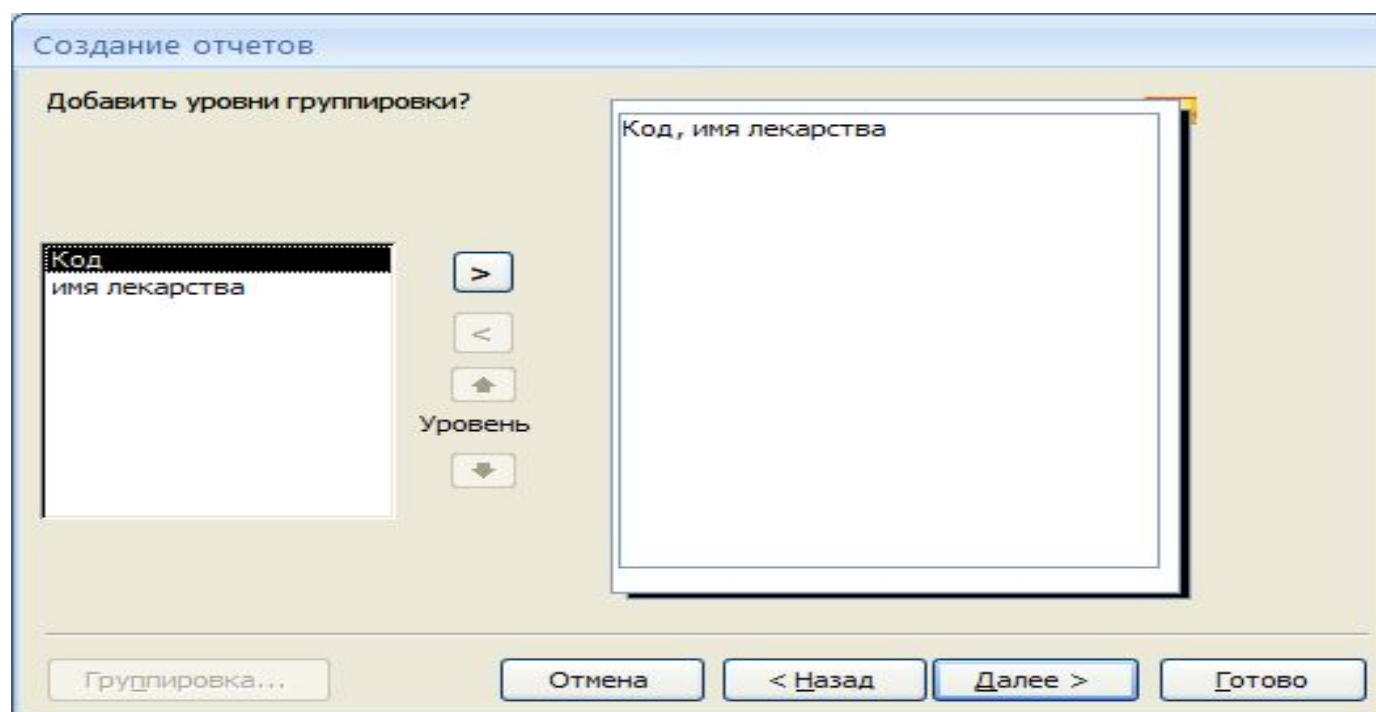 Создание отчетов
Добавить уровни группировки?
Код, имя лекарства
Код
имя лекарства
>
<
Уровень
Группировка...
Отмена
< Назад
Далее >
Готово